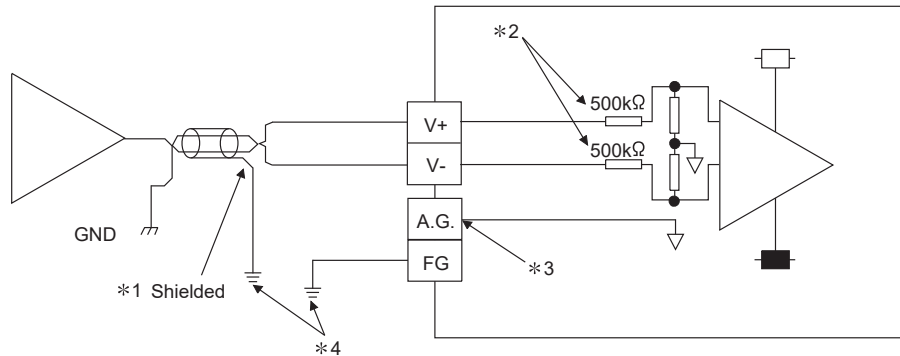 *2
500kΩ
V+
500kΩ
V-
A.G.
GND
FG
*3
*1 Shielded
*4